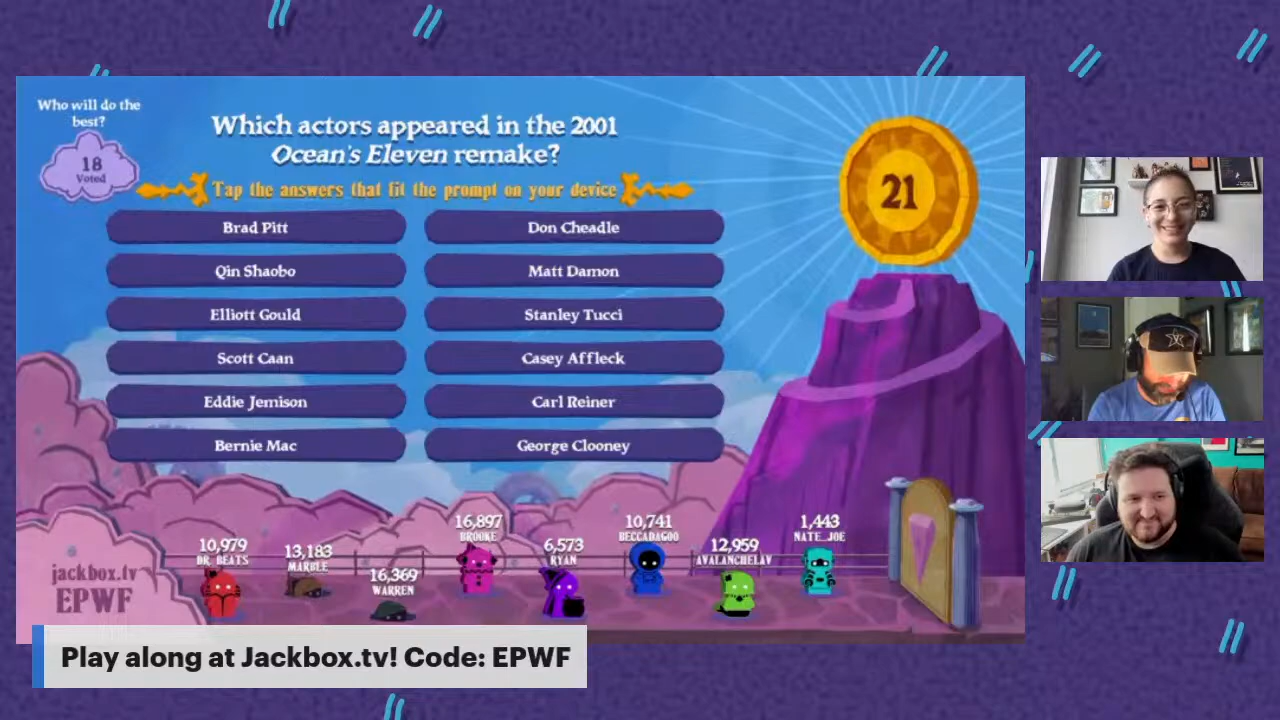 Who will do the
best?
18
Voted
Which actors appeared in the 2001
Ocean's Eleven remake?
Tap the answers that fit the prompt on your device
21
Brad Pitt
Don Cheadle
Qin Shaobo
Matt Damon
Elliott Gould
Stanley Tucci
Scott Caan
Casey Affleck
Eddie Jemison
Carl Reiner
Bernie Mac
George Clooney
10,979
DR. BEATS
13,183
MARBLE
16,369
WARREN
16,897
BROOKE
6,573
RYAN
10,741
BECCADAGOO
12,959
AVALANCHELAV
1,443
NATE_JOE
jackbox.tv
EPWF
Play along at Jackbox.tv! Code: EPWF